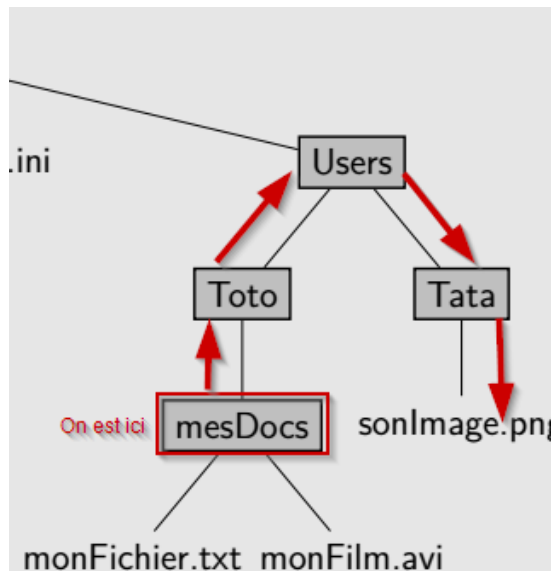 .ini
Users
Toto
Tata
On est ici
mesDocs
sonImage.png
monFichier.txt
monFilm.avi